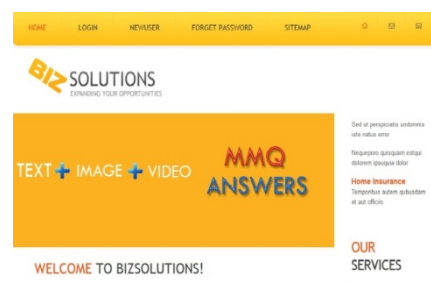 HOME LOGIN NEWUSER FORGET PASSWORD SITEMAP
BIZ SOLUTIONS
EXPANDING YOUR OPPORTUNITIES
TEXT + IMAGE + VIDEO
MMQ
ANSWERS
Sed ut perspiciatis undomnis
iste natus error
Nequeporo quisquam estqui
dolorem ipsuquia dolor
Home Insurance
Temporibus autem quibusdam
et aut officiis
WELCOME TO BIZSOLUTIONS!
OUR
SERVICES